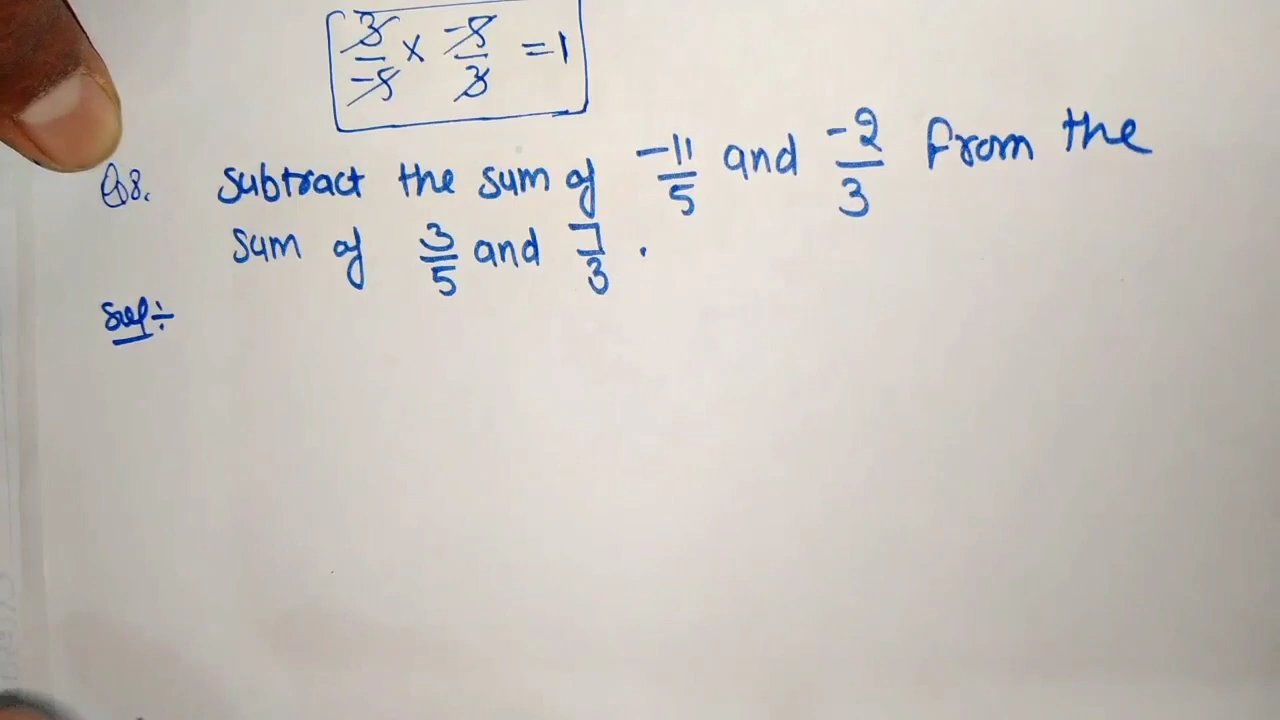 3/-8 × -8/3 = 1
Q8. Subtract the sum of -11/5 and -2/3 from the
sum of 3/5 and 7/3 .
Sol:-